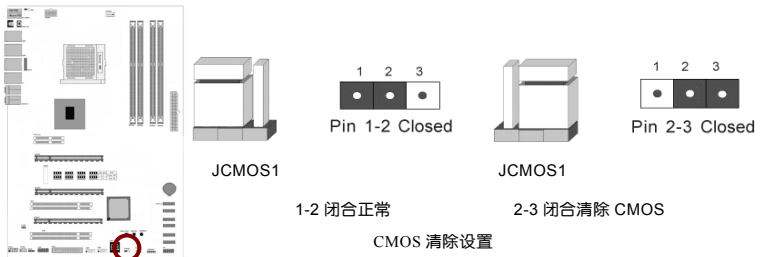 1 2 3
Pin 1-2 Closed
JCMOS1
1-2 闭合正常
1 2 3
Pin 2-3 Closed
JCMOS1
2-3 闭合清除 CMOS
CMOS 清除设置